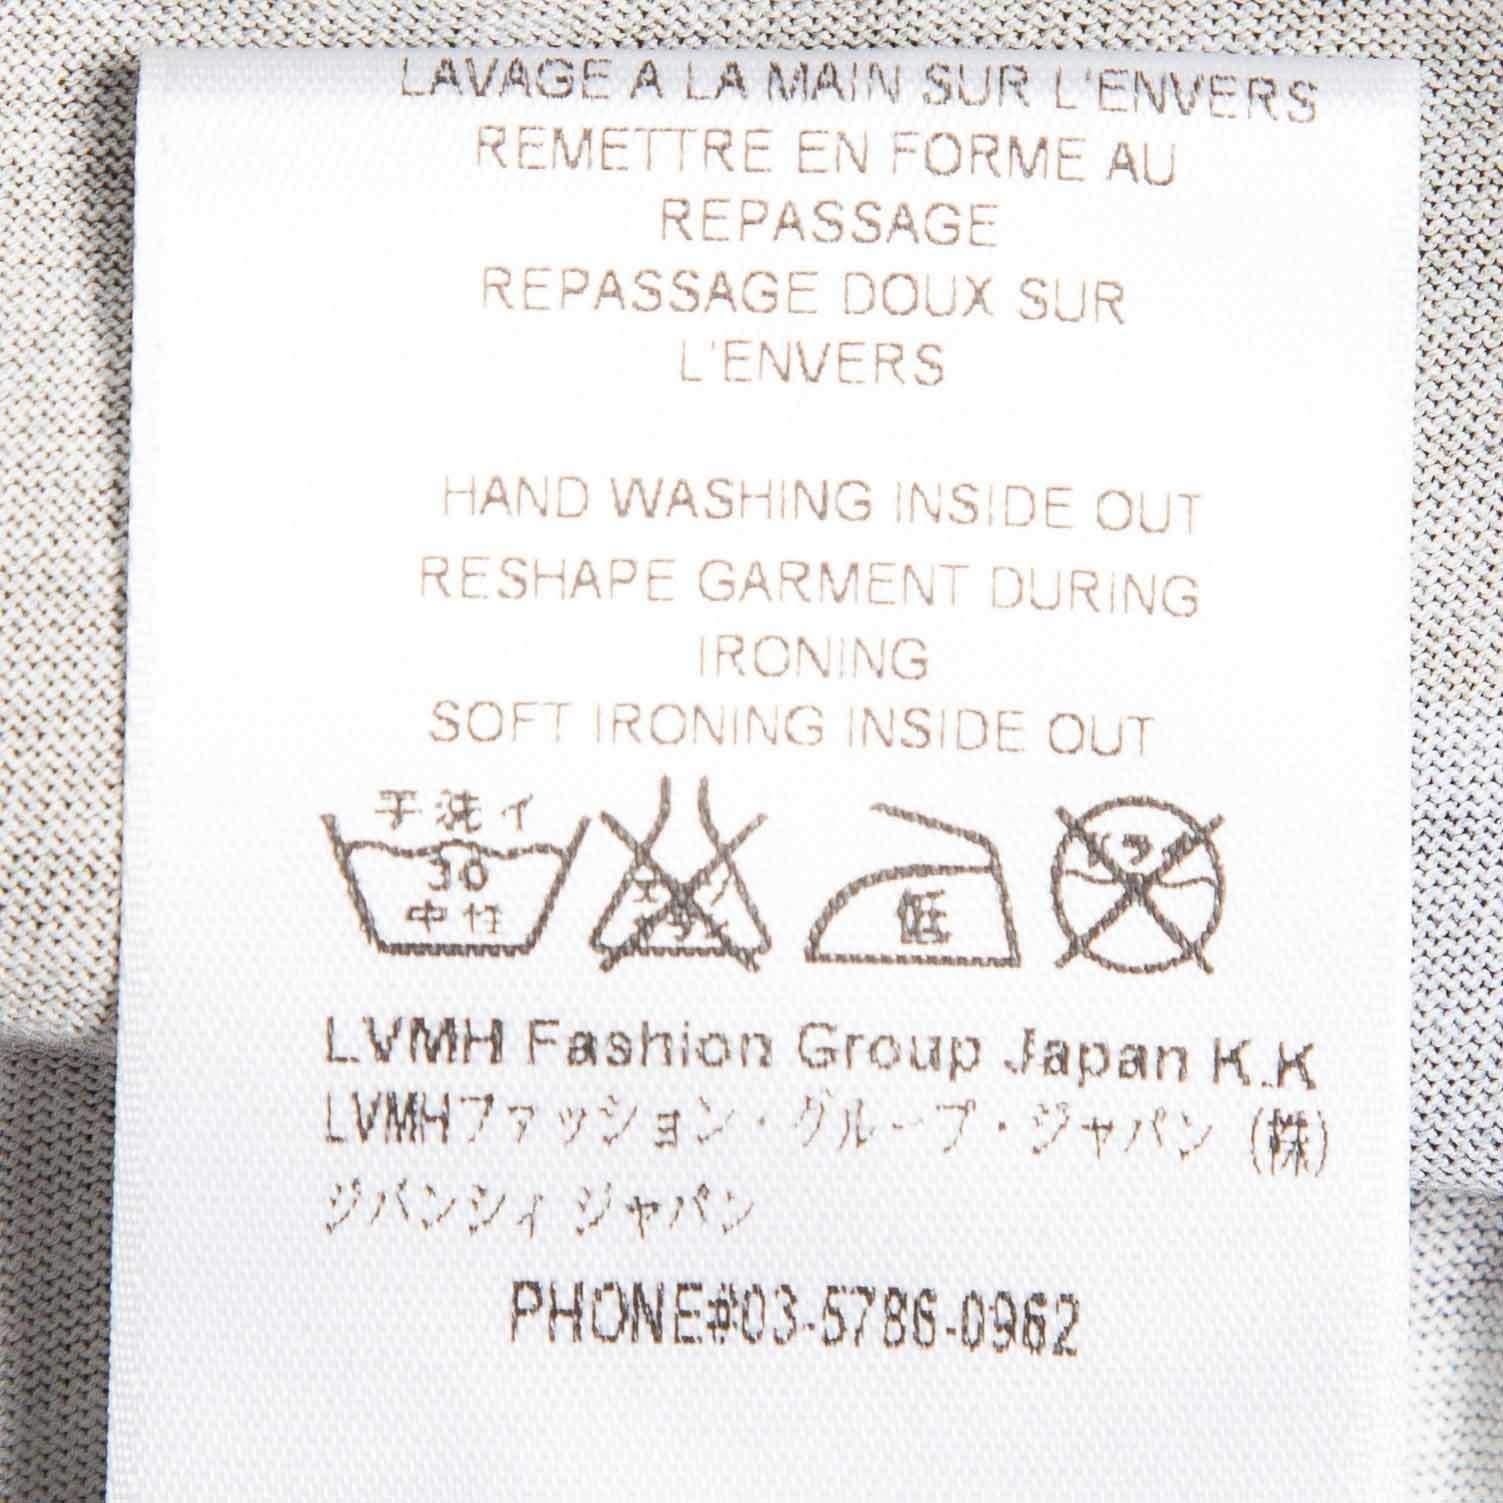 LAVAGE A LA MAIN SUR L'ENVERS
REMETTRE EN FORME AU
REPASSAGE
REPASSAGE DOUX SUR
L'ENVERS
HAND WASHING INSIDE OUT
RESHAPE GARMENT DURING
IRONING
SOFT IRONING INSIDE OUT
手洗イ
30
中性
低
ドライ
LVMH Fashion Group Japan K.K
LVMHファッション・グループ・ジャパン (株)
ジバンシィ ジャパン
PHONE#03-5786-0962